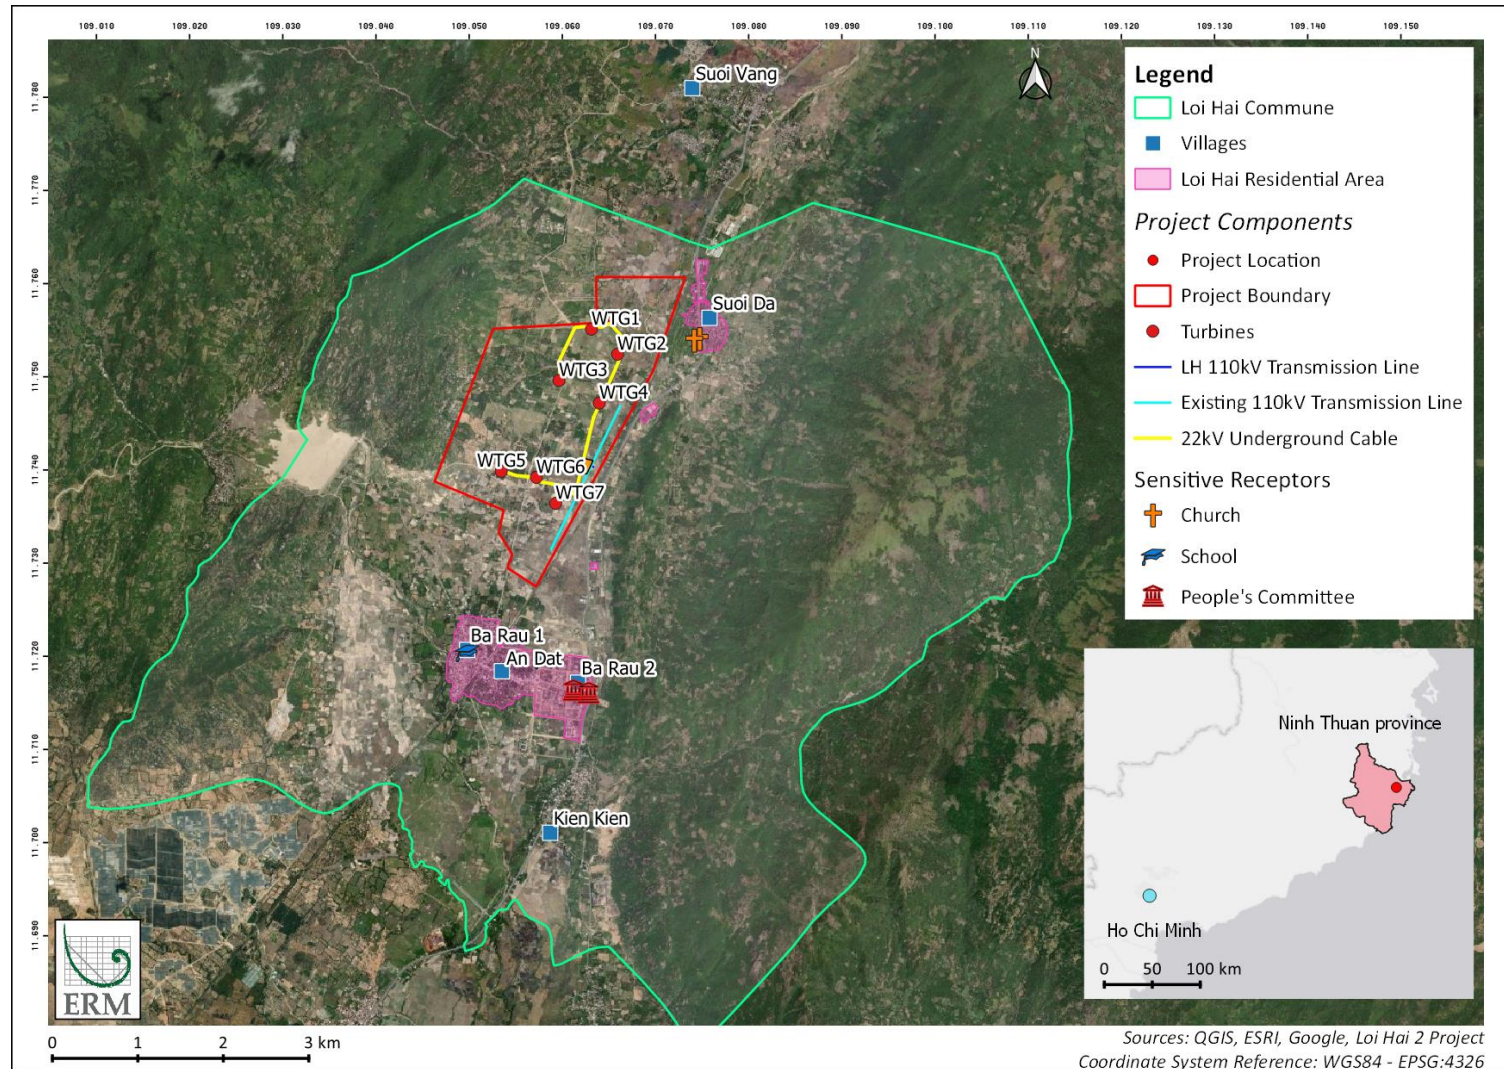 109.010 109.020 109.030 109.040 109.050 109.060 109.070 109.080 109.090 109.100 109.110 109.120 109.130 109.140 109.150
11.780
11.770
11.760
11.750
11.740
11.730
11.720
11.710
11.700
11.690
N
Suoi Vang
Suoi Da
WTG1
WTG2
WTG3
WTG4
WTG5
WTG6
WTG7
Ba Rau 1
An Dat
Ba Rau 2
Kien Kien
Legend
Loi Hai Commune
Villages
Loi Hai Residential Area
Project Components
Project Location
Project Boundary
Turbines
LH 110kV Transmission Line
Existing 110kV Transmission Line
22kV Underground Cable
Sensitive Receptors
Church
School
People's Committee
Ninh Thuan province
Ho Chi Minh
0 50 100 km
ERM
0 1 2 3 km
Sources: QGIS, ESRI, Google, Loi Hai 2 Project
Coordinate System Reference: WGS84 - EPSG:4326